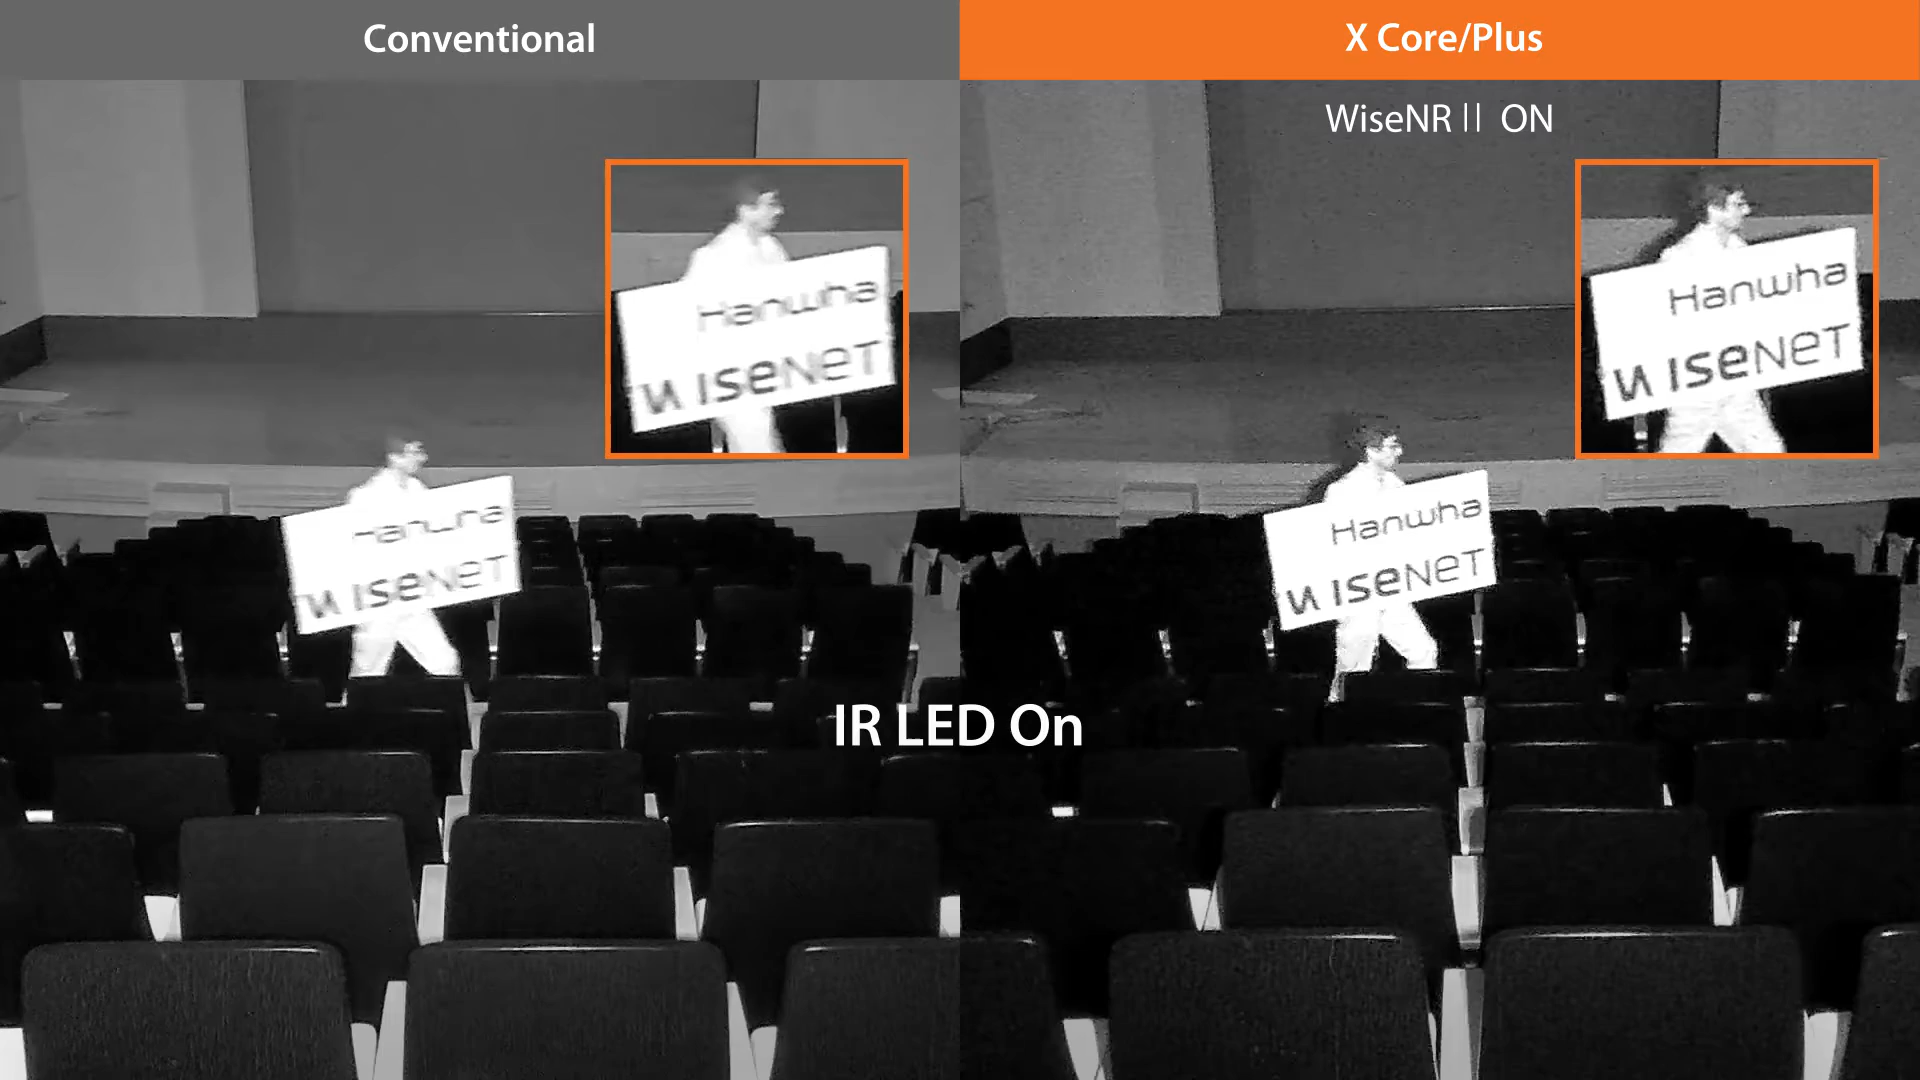 Conventional
X Core/Plus
WiseNR II ON
Hanwha
WISENET
Hanwha
WISENET
Hanwha
WISENET
Hanwha
WISENET
IR LED On